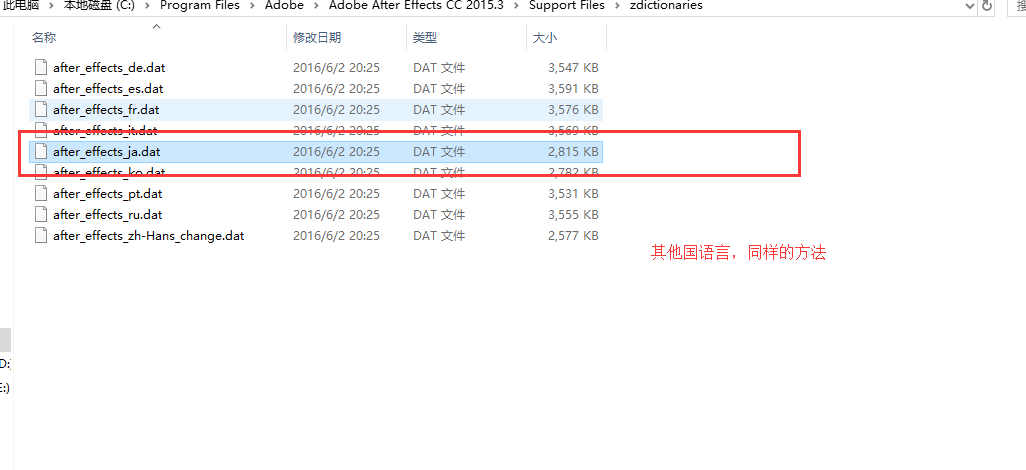 此电脑 › 本地磁盘 (C:) › Program Files › Adobe › Adobe After Effects CC 2015.3 › Support Files › zdictionaries
名称 修改日期 类型 大小
after_effects_de.dat 2016/6/2 20:25 DAT 文件 3,547 KB
after_effects_es.dat 2016/6/2 20:25 DAT 文件 3,591 KB
after_effects_fr.dat 2016/6/2 20:25 DAT 文件 3,576 KB
after_effects_it.dat 2016/6/2 20:25 DAT 文件 3,569 KB
after_effects_ja.dat 2016/6/2 20:25 DAT 文件 2,815 KB
after_effects_ko.dat 2016/6/2 20:25 DAT 文件 2,782 KB
after_effects_pt.dat 2016/6/2 20:25 DAT 文件 3,531 KB
after_effects_ru.dat 2016/6/2 20:25 DAT 文件 3,555 KB
after_effects_zh-Hans_change.dat 2016/6/2 20:25 DAT 文件 2,577 KB
其他国语言，同样的方法
D:)
E:)